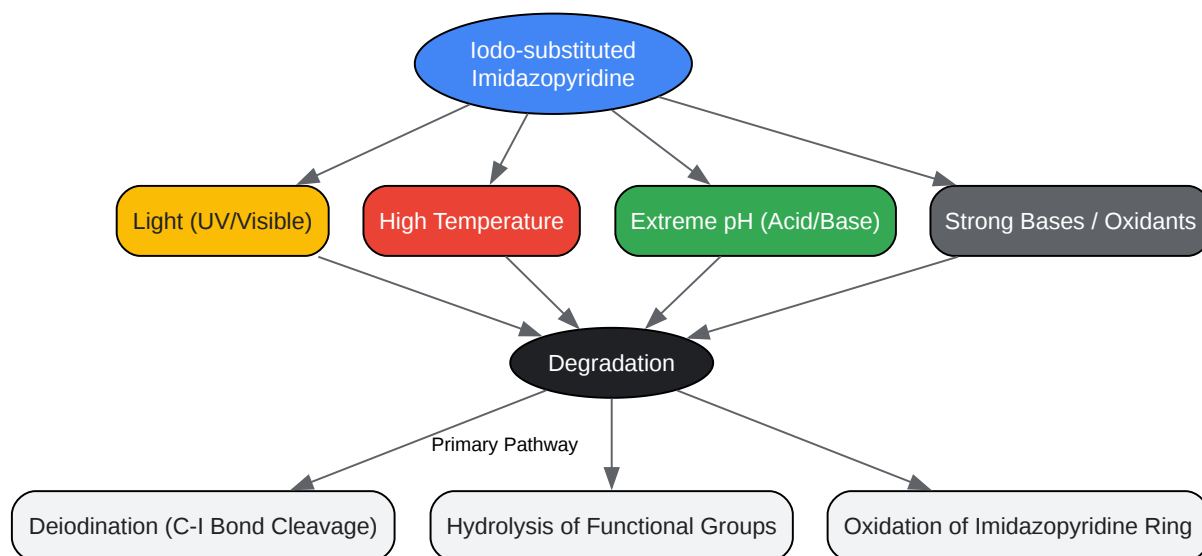 Iodo-substituted
Imidazopyridine
Light (UV/Visible)
High Temperature
Extreme pH (Acid/Base)
Strong Bases / Oxidants
Degradation
Primary Pathway
Deiodination (C-I Bond Cleavage)
Hydrolysis of Functional Groups
Oxidation of Imidazopyridine Ring